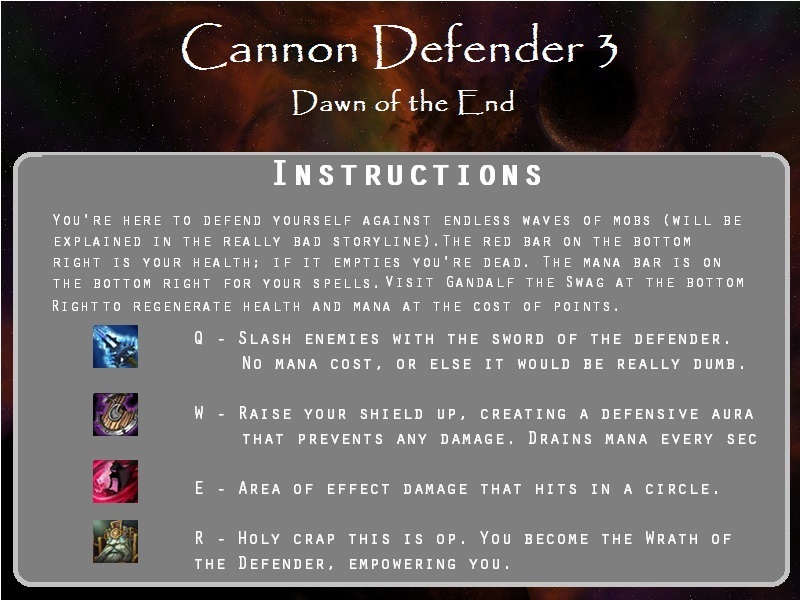 Cannon Defender 3
Dawn of the End
Instructions
You're here to defend yourself against endless waves of mobs (will be
explained in the really bad storyline).The red bar on the bottom
right is your health; if it empties you're dead. The mana bar is on
the bottom right for your spells.Visit Gandalf the Swag at the bottom
Rightto regenerate health and mana at the cost of points.
Q - Slash enemies with the sword of the defender.
No mana cost, or else it would be really dumb.
W - Raise your shield up, creating a defensive aura
that prevents any damage. Drains mana every sec
E - Area of effect damage that hits in a circle.
R - Holy crap this is op. You become the Wrath of
the Defender, empowering you.